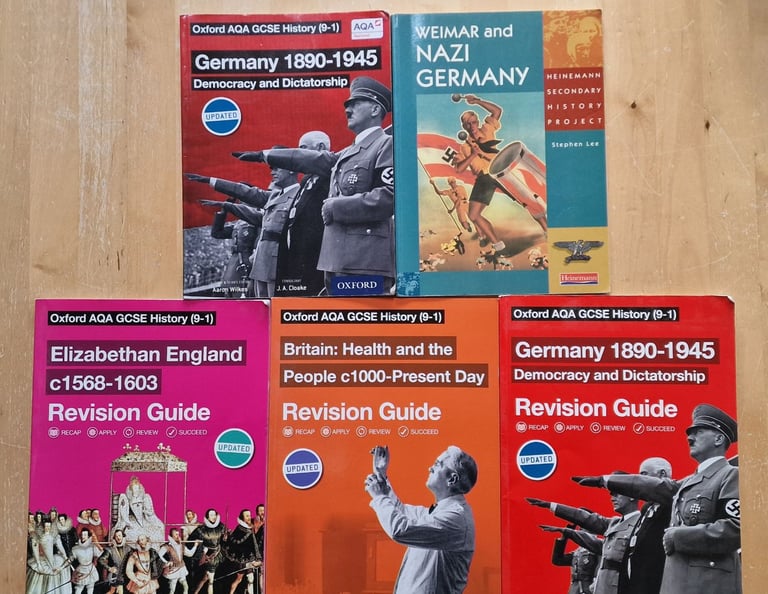 Oxford AQA GCSE History (9-1)
AQA
Germany 1890-1945
Democracy and Dictatorship
UPDATED
Aaron Wilkes
J. A. Cloake
OXFORD
WEIMAR and
NAZI
GERMANY
HEINEMANN
SECONDARY
HISTORY
PROJECT
Stephen Lee
Heinemann
Oxford AQA GCSE History (9-1)
Elizabethan England
c1568-1603
Revision Guide
RECAP APPLY REVIEW SUCCEED
UPDATED
Oxford AQA GCSE History (9-1)
Britain: Health and the
People c1000-Present Day
Revision Guide
RECAP APPLY REVIEW SUCCEED
UPDATED
Oxford AQA GCSE History (9-1)
Germany 1890-1945
Democracy and Dictatorship
Revision Guide
RECAP APPLY REVIEW SUCCEED
UPDATED